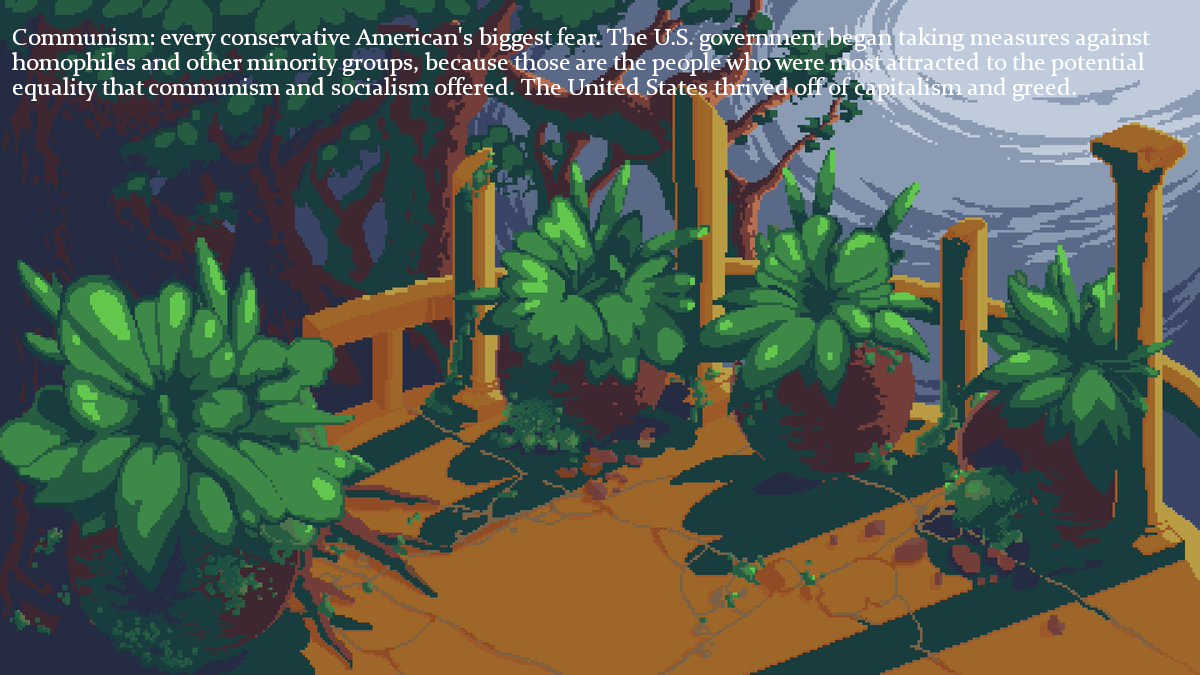 Communism: every conservative American's biggest fear. The U.S. government began taking measures against
homophiles and other minority groups, because those are the people who were most attracted to the potential
equality that communism and socialism offered. The United States thrived off of capitalism and greed.